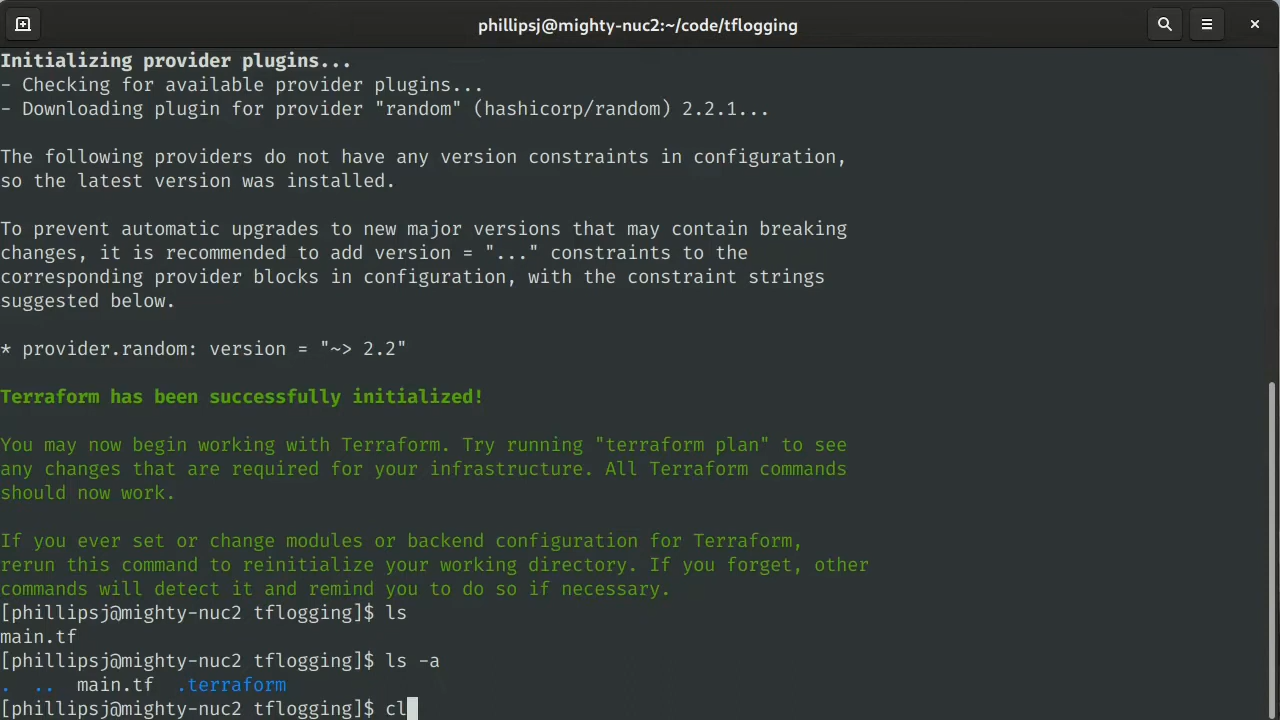 phillipsj@mighty-nuc2:~/code/tflogging
Initializing provider plugins...
- Checking for available provider plugins...
- Downloading plugin for provider "random" (hashicorp/random) 2.2.1...
The following providers do not have any version constraints in configuration,
so the latest version was installed.
To prevent automatic upgrades to new major versions that may contain breaking
changes, it is recommended to add version = "..." constraints to the
corresponding provider blocks in configuration, with the constraint strings
suggested below.
* provider.random: version = "~> 2.2"
Terraform has been successfully initialized!
You may now begin working with Terraform. Try running "terraform plan" to see
any changes that are required for your infrastructure. All Terraform commands
should now work.
If you ever set or change modules or backend configuration for Terraform,
rerun this command to reinitialize your working directory. If you forget, other
commands will detect it and remind you to do so if necessary.
[phillipsj@mighty-nuc2 tflogging]$ ls
main.tf
[phillipsj@mighty-nuc2 tflogging]$ ls -a
.  ..  main.tf  .terraform
[phillipsj@mighty-nuc2 tflogging]$ cl